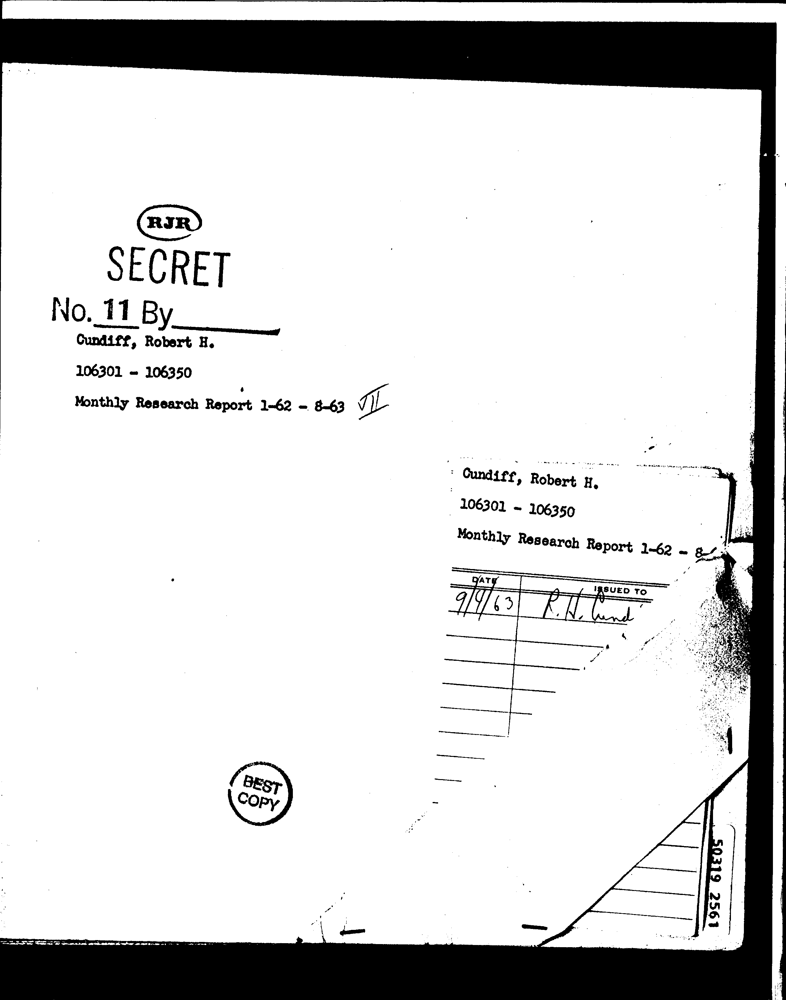 RJR
SECRET
No. 11 By
Cundiff, Robert H.
106301 - 106350
Monthly Research Report 1-62 - 8-63 VII
Cundiff, Robert H.
106301 - 106350
Monthly Research Report 1-62 - 8
DATE ISSUED TO
9/4/63 R. H. Cund
BEST
COPY
50319 2561